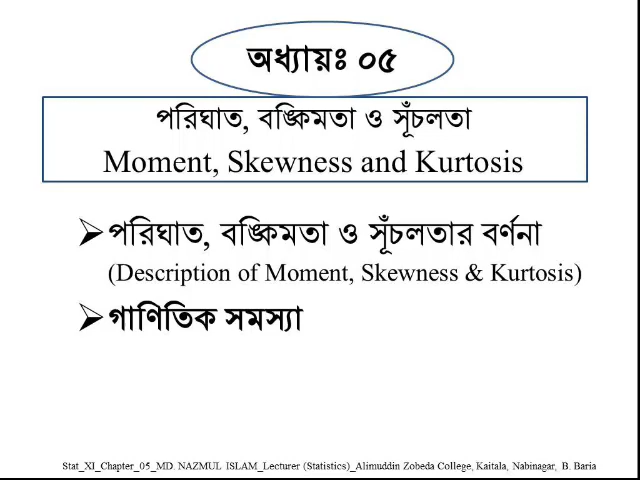 অধ্যায়ঃ ০৫
পরিঘাত, বঙ্কিমতা ও সূঁচলতা
Moment, Skewness and Kurtosis
➢পরিঘাত, বঙ্কিমতা ও সূঁচলতার বর্ণনা
(Description of Moment, Skewness & Kurtosis)
➢গাণিতিক সমস্যা
Stat_XI_Chapter_05_MD. NAZMUL ISLAM_Lecturer (Statistics)_Alimuddin Zobeda College, Kaitala, Nabinagar, B. Baria